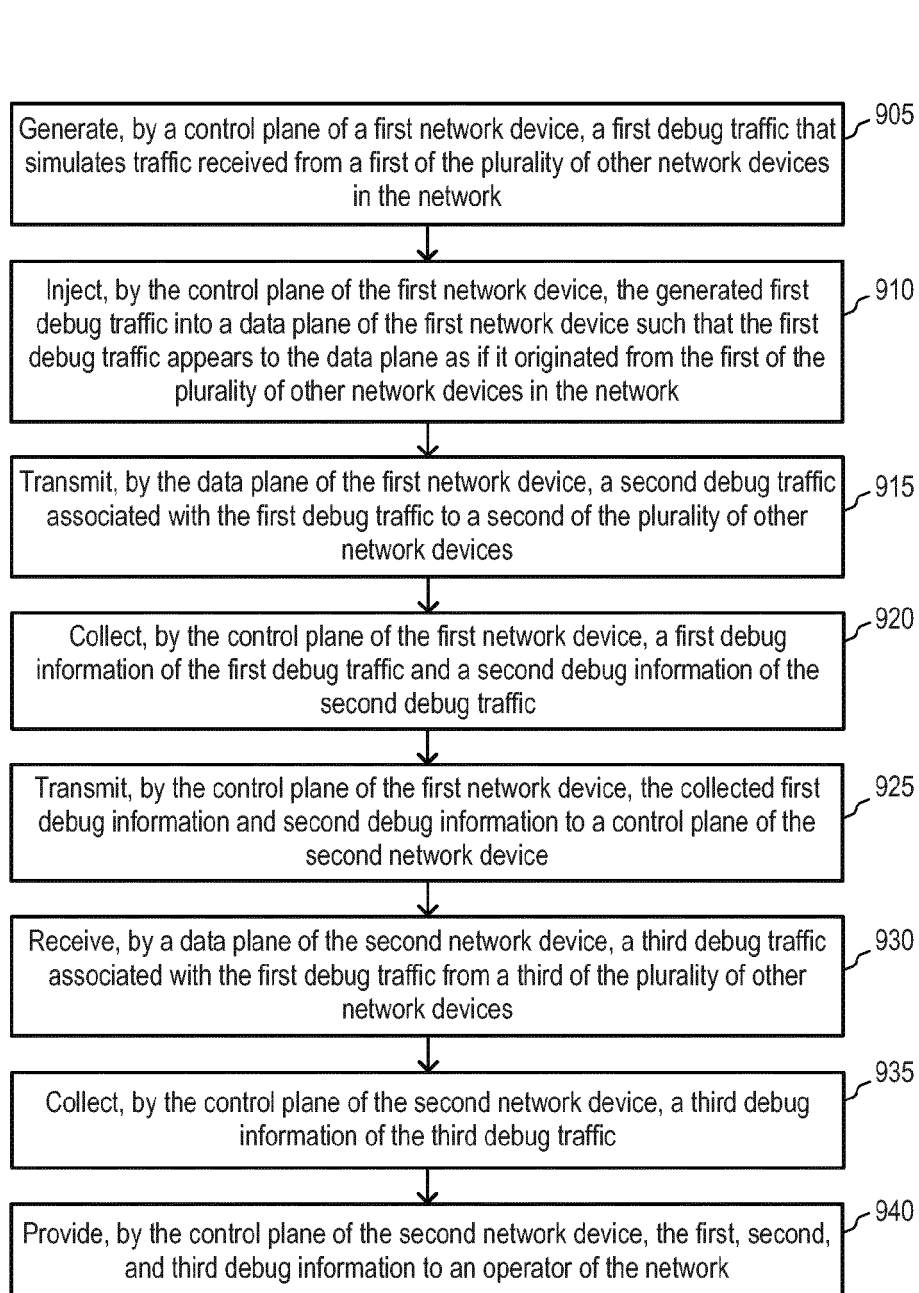 Generate, by a control plane of a first network device, a first debug traffic that
simulates traffic received from a first of the plurality of other network devices
in the network
905
Inject, by the control plane of the first network device, the generated first
debug traffic into a data plane of the first network device such that the first
debug traffic appears to the data plane as if it originated from the first of the
plurality of other network devices in the network
910
Transmit, by the data plane of the first network device, a second debug traffic
associated with the first debug traffic to a second of the plurality of other
network devices
915
Collect, by the control plane of the first network device, a first debug
information of the first debug traffic and a second debug information of the
second debug traffic
920
Transmit, by the control plane of the first network device, the collected first
debug information and second debug information to a control plane of the
second network device
925
Receive, by a data plane of the second network device, a third debug traffic
associated with the first debug traffic from a third of the plurality of other
network devices
930
Collect, by the control plane of the second network device, a third debug
information of the third debug traffic
935
Provide, by the control plane of the second network device, the first, second,
and third debug information to an operator of the network
940